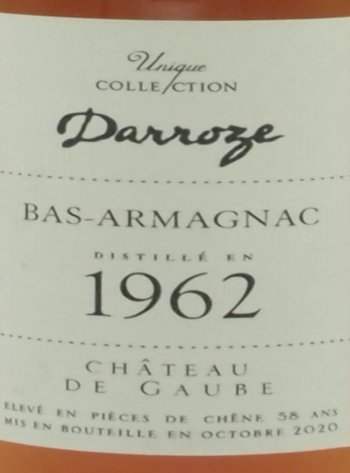 Unique
COLLECTION
Darroze
BAS-ARMAGNAC
DISTILLÉ EN
1962
CHÂTEAU
DE GAUBE
ELEVÉ EN PIÈCES DE CHÊNE 58 ANS
MIS EN BOUTEILLE EN OCTOBRE 2020